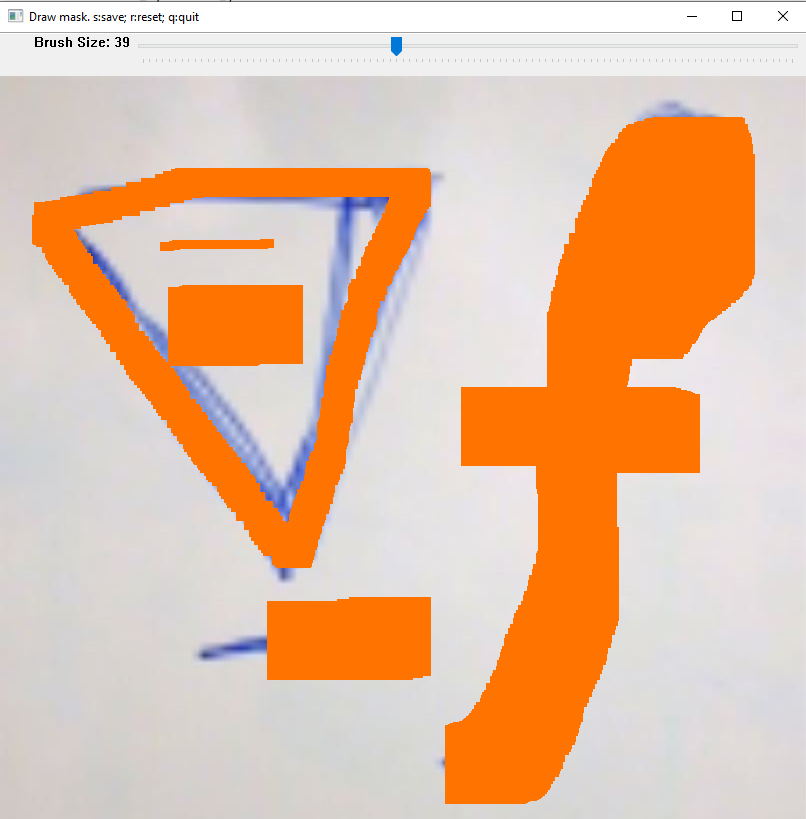 Draw mask. s:save; r:reset; q:quit
Brush Size: 39
f